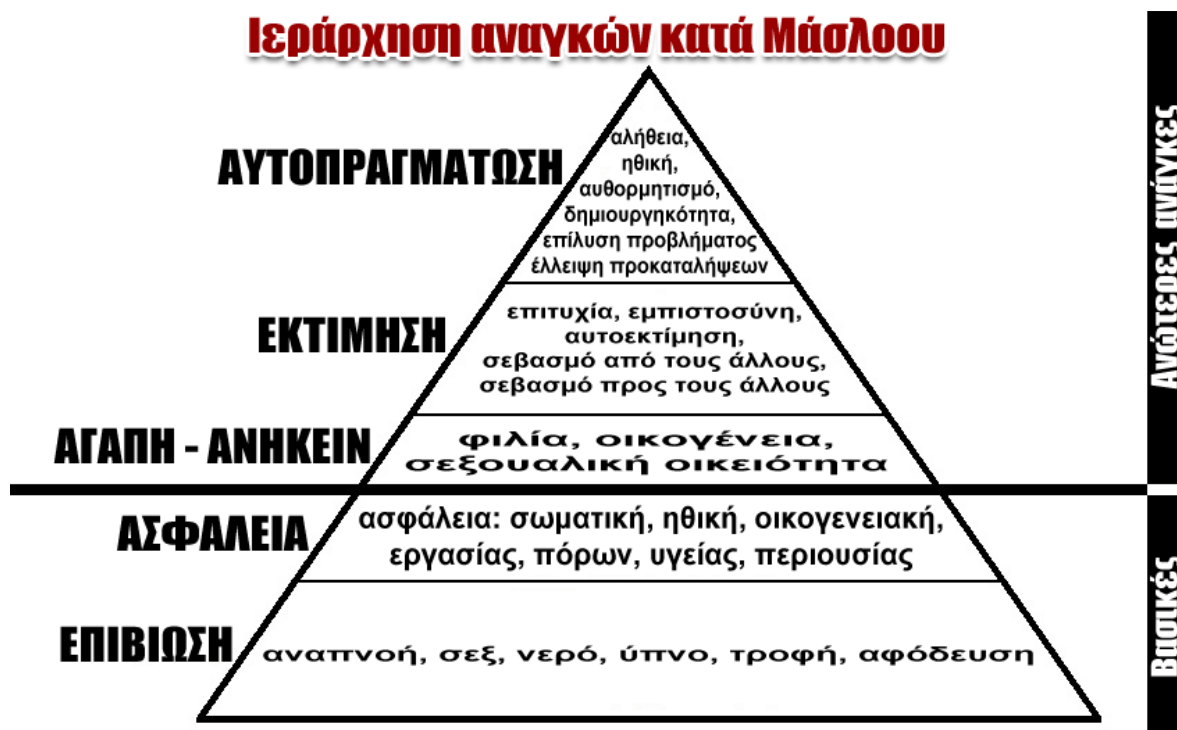 Ιεράρχηση αναγκών κατά Μάσλοου
ΑΥΤΟΠΡΑΓΜΑΤΩΣΗ
αλήθεια,
ηθική,
αυθορμητισμό,
δημιουργηκότητα,
επίλυση προβλήματος
έλλειψη προκαταλήψεων
ΕΚΤΙΜΗΣΗ
επιτυχία, εμπιστοσύνη,
αυτοεκτίμηση,
σεβασμό από τους άλλους,
σεβασμό προς τους άλλους
ΑΓΑΠΗ - ΑΝΗΚΕΙΝ
φιλία, οικογένεια,
σεξουαλική οικειότητα
ΑΣΦΑΛΕΙΑ
ασφάλεια: σωματική, ηθική, οικογενειακή,
εργασίας, πόρων, υγείας, περιουσίας
ΕΠΙΒΙΩΣΗ
αναπνοή, σεξ, νερό, ύπνο, τροφή, αφόδευση
Ανώτερες ανάγκες
Βασικές